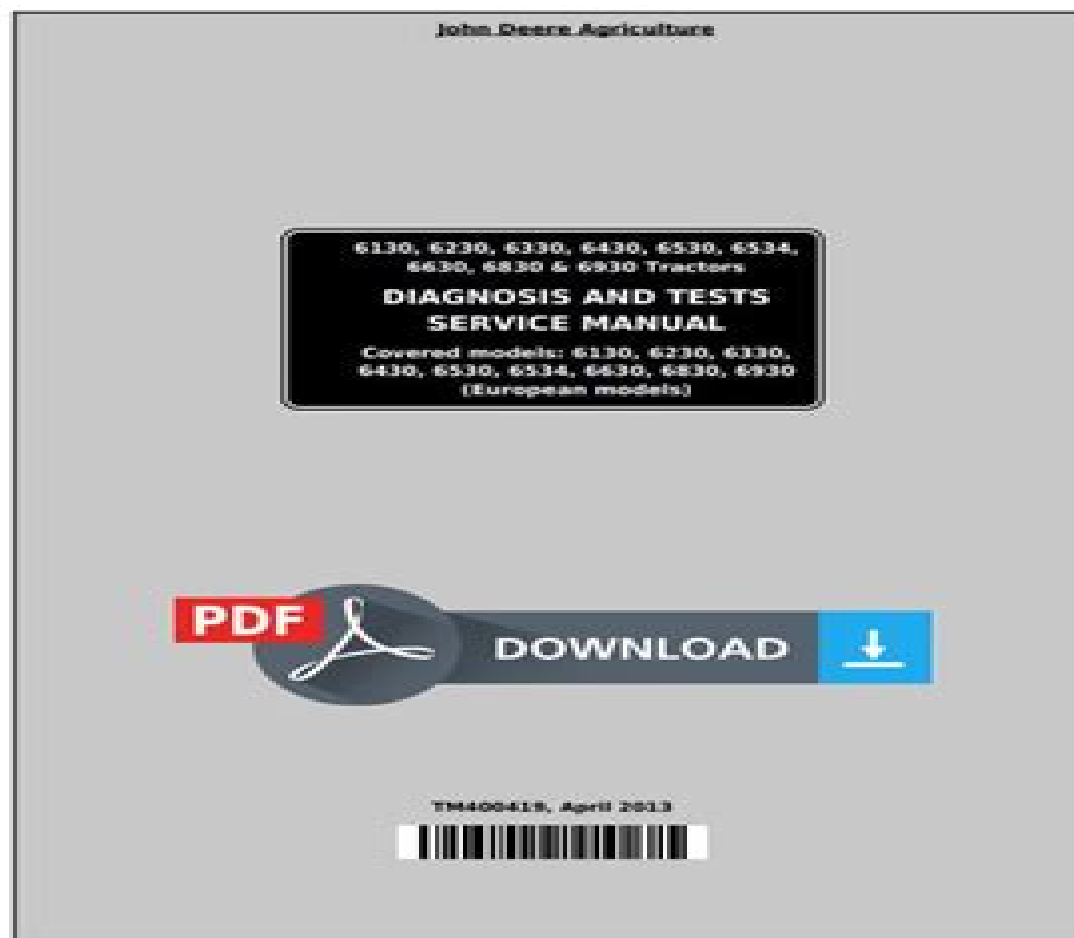 John Deere Agriculture
6130, 6230, 6330, 6430, 6530, 6534,
6630, 6830 & 6930 Tractors
DIAGNOSIS AND TESTS
SERVICE MANUAL
Covered models: 6130, 6230, 6330,
6430, 6530, 6534, 6630, 6830, 6930
(European models)
PDF
DOWNLOAD
TM400419, April 2013